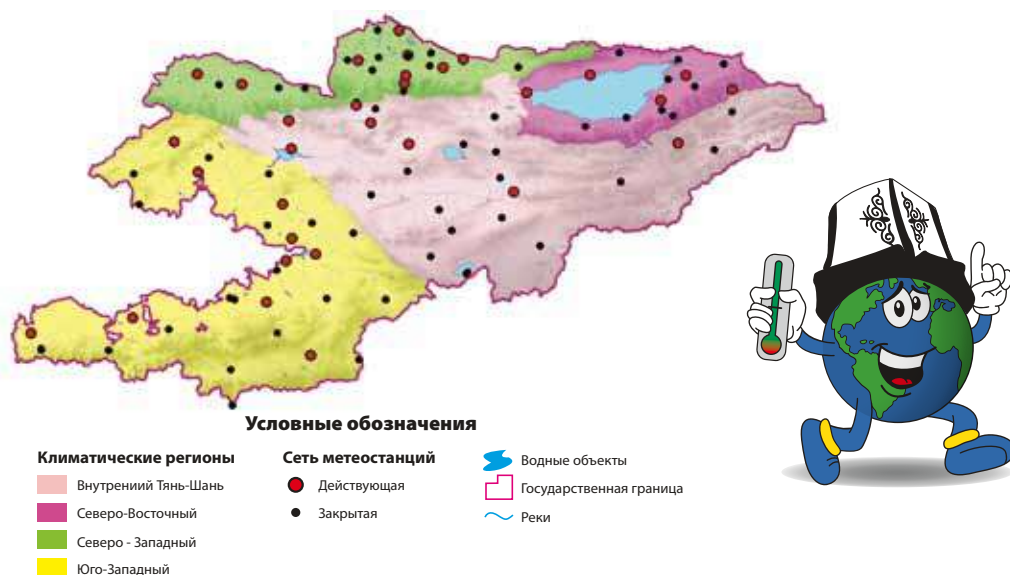 Условные обозначения
Климатические регионы
Внутрениий Тянь-Шань
Северо-Восточный
Северо - Западный
Юго-Западный
Сеть метеостанций
Действующая
Закрытая
Водные объекты
Государственная граница
Реки